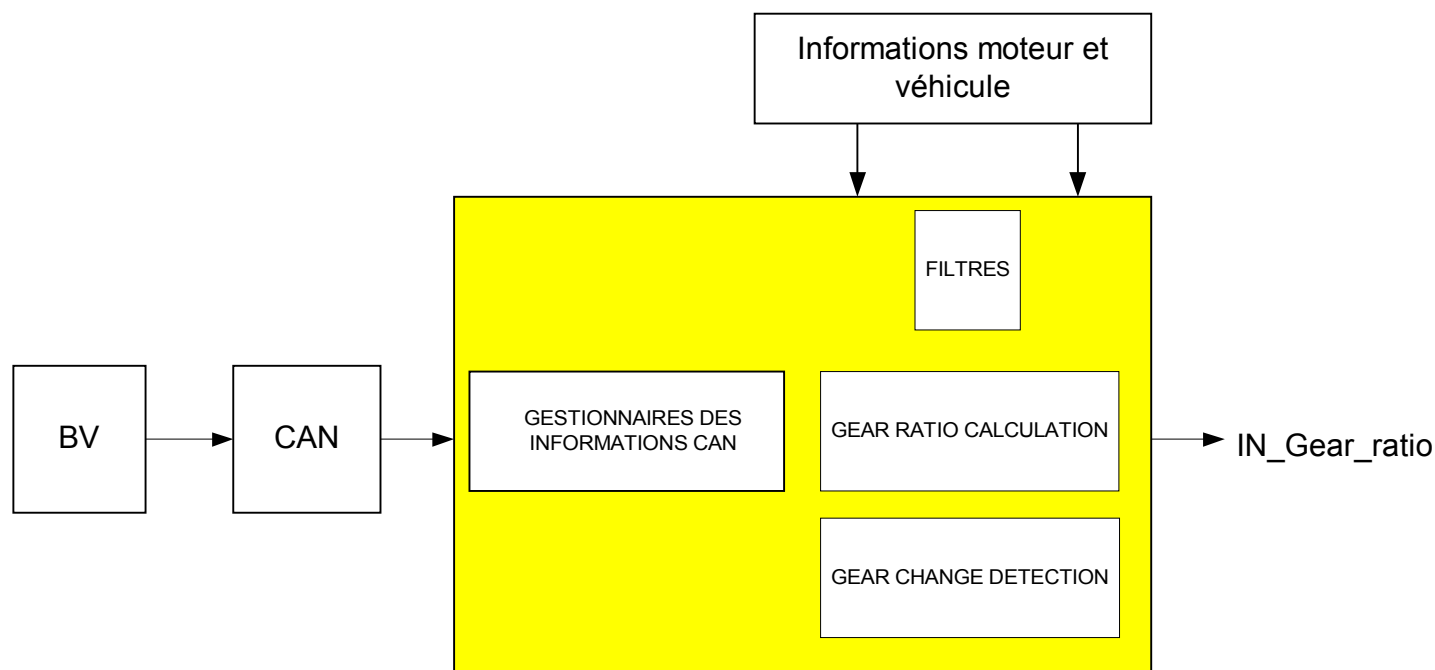 Informations moteur et
véhicule
FILTRES
BV
CAN
GESTIONNAIRES DES
INFORMATIONS CAN
GEAR RATIO CALCULATION
IN_Gear_ratio
GEAR CHANGE DETECTION